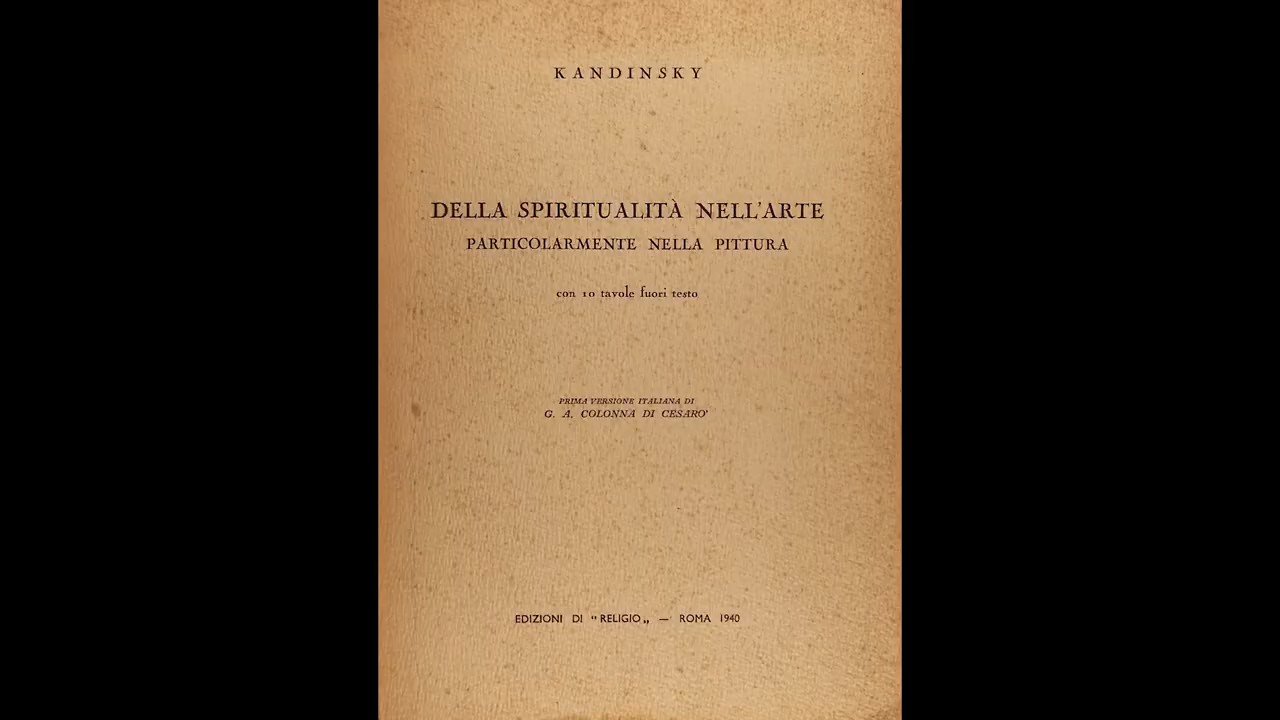 KANDINSKY
DELLA SPIRITUALITÀ NELL'ARTE
PARTICOLARMENTE NELLA PITTURA
con 10 tavole fuori testo
PRIMA VERSIONE ITALIANA DI
G. A. COLONNA DI CESARO'
EDIZIONI DI "RELIGIO„ — ROMA 1940